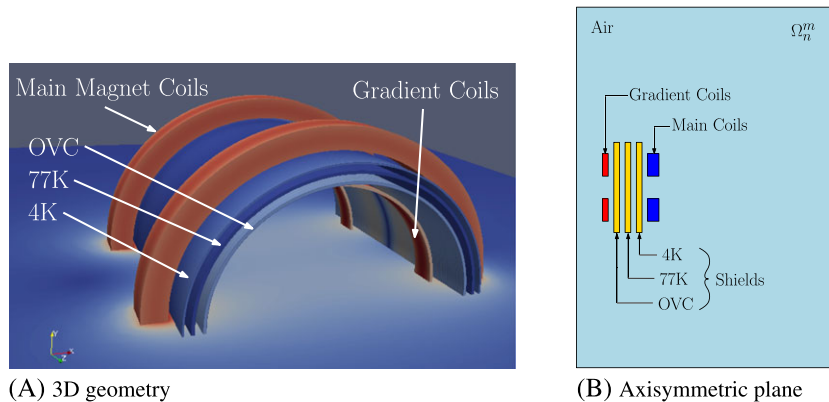 Main Magnet Coils
Gradient Coils
OVC
77K
4K
Y
X
Z
(A) 3D geometry
Air
Ω_n^m
Gradient Coils
Main Coils
4K
77K
Shields
OVC
(B) Axisymmetric plane